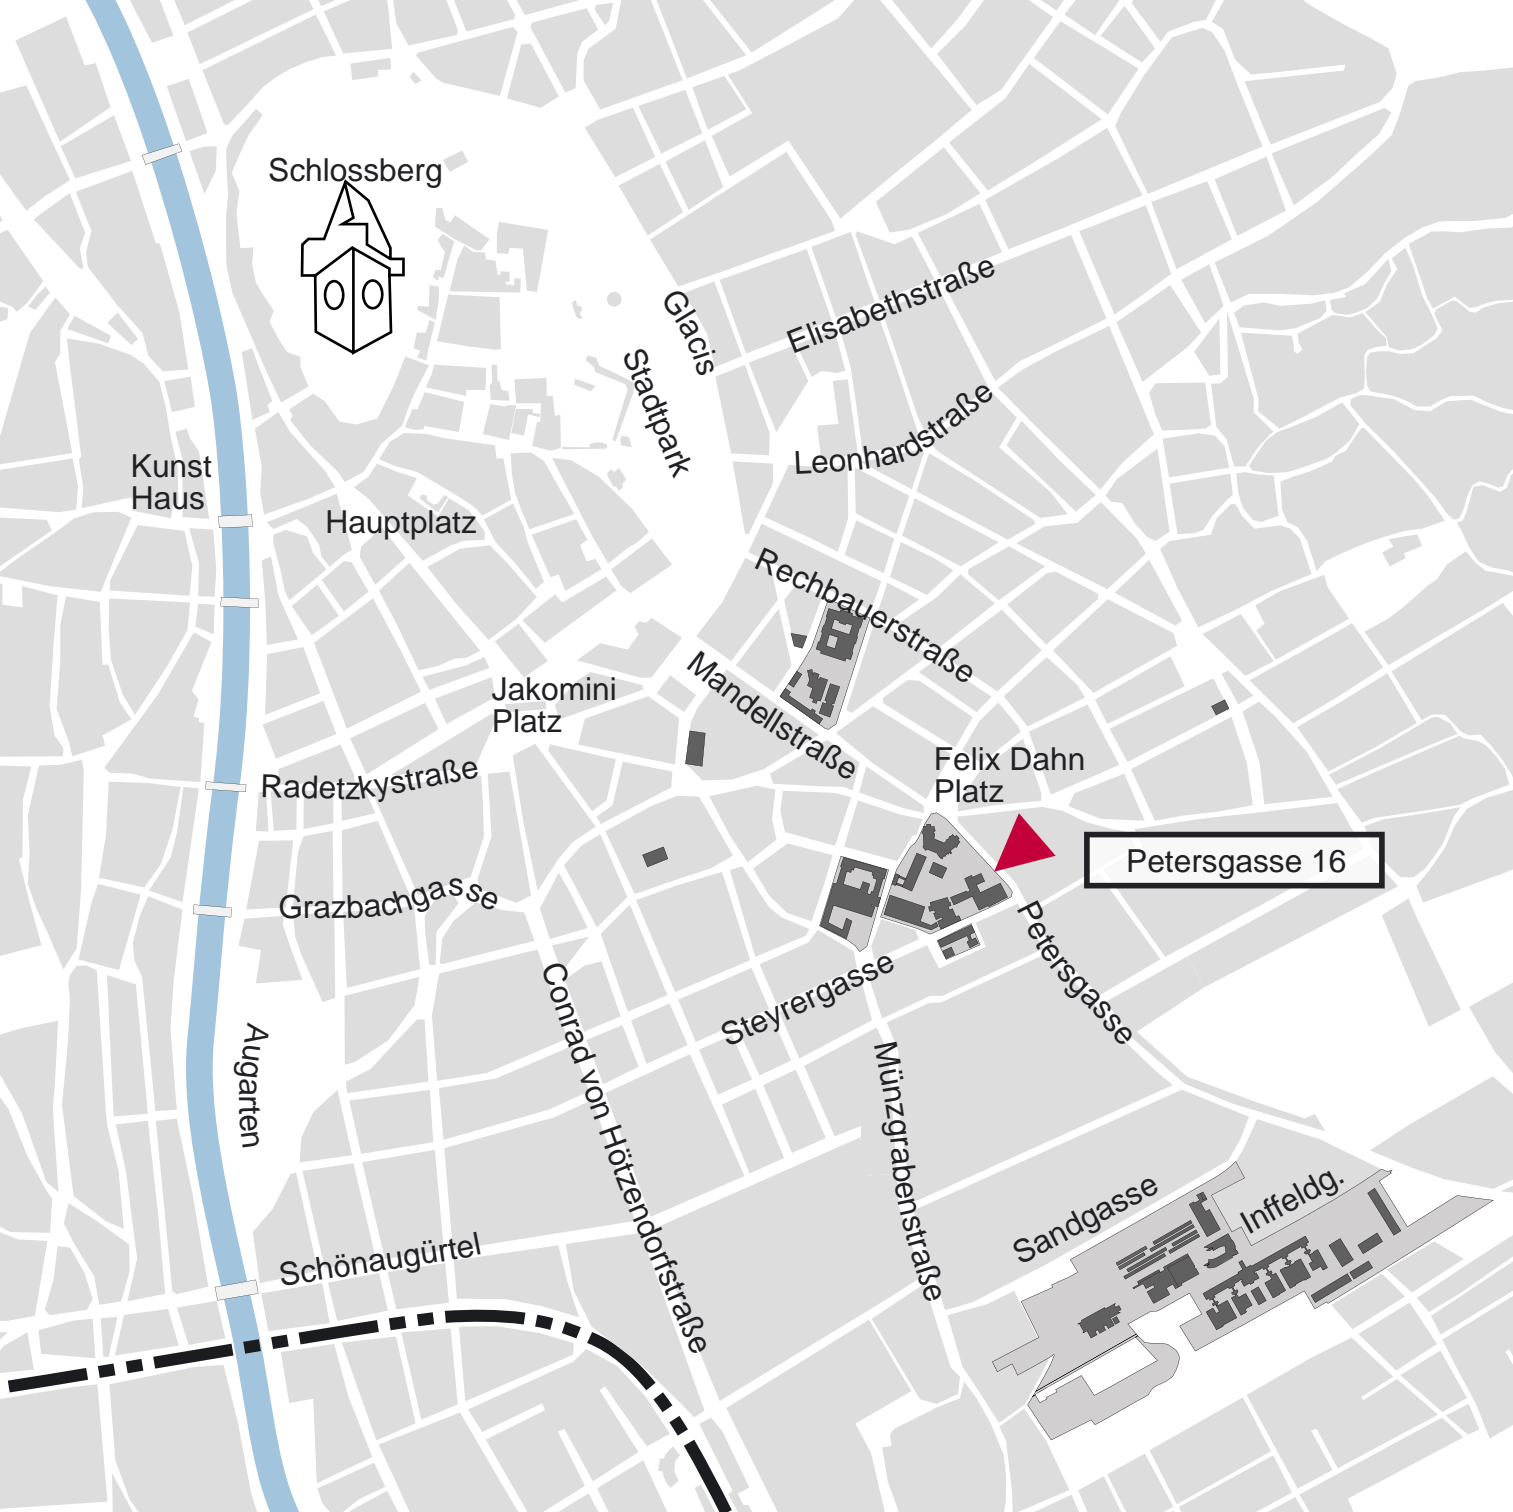 Schlossberg
Glacis
Elisabethstraße
Stadtpark
Leonhardstraße
Kunst
Haus
Hauptplatz
Rechbauerstraße
Mandellstraße
Jakomini
Platz
Radetzkystraße
Felix Dahn
Platz
Petersgasse 16
Grazbachgasse
Petersgasse
Steyrergasse
Conrad von Hötzendorfstraße
Augarten
Münzgrabenstraße
Sandgasse
Inffeldg.
Schönaugürtel